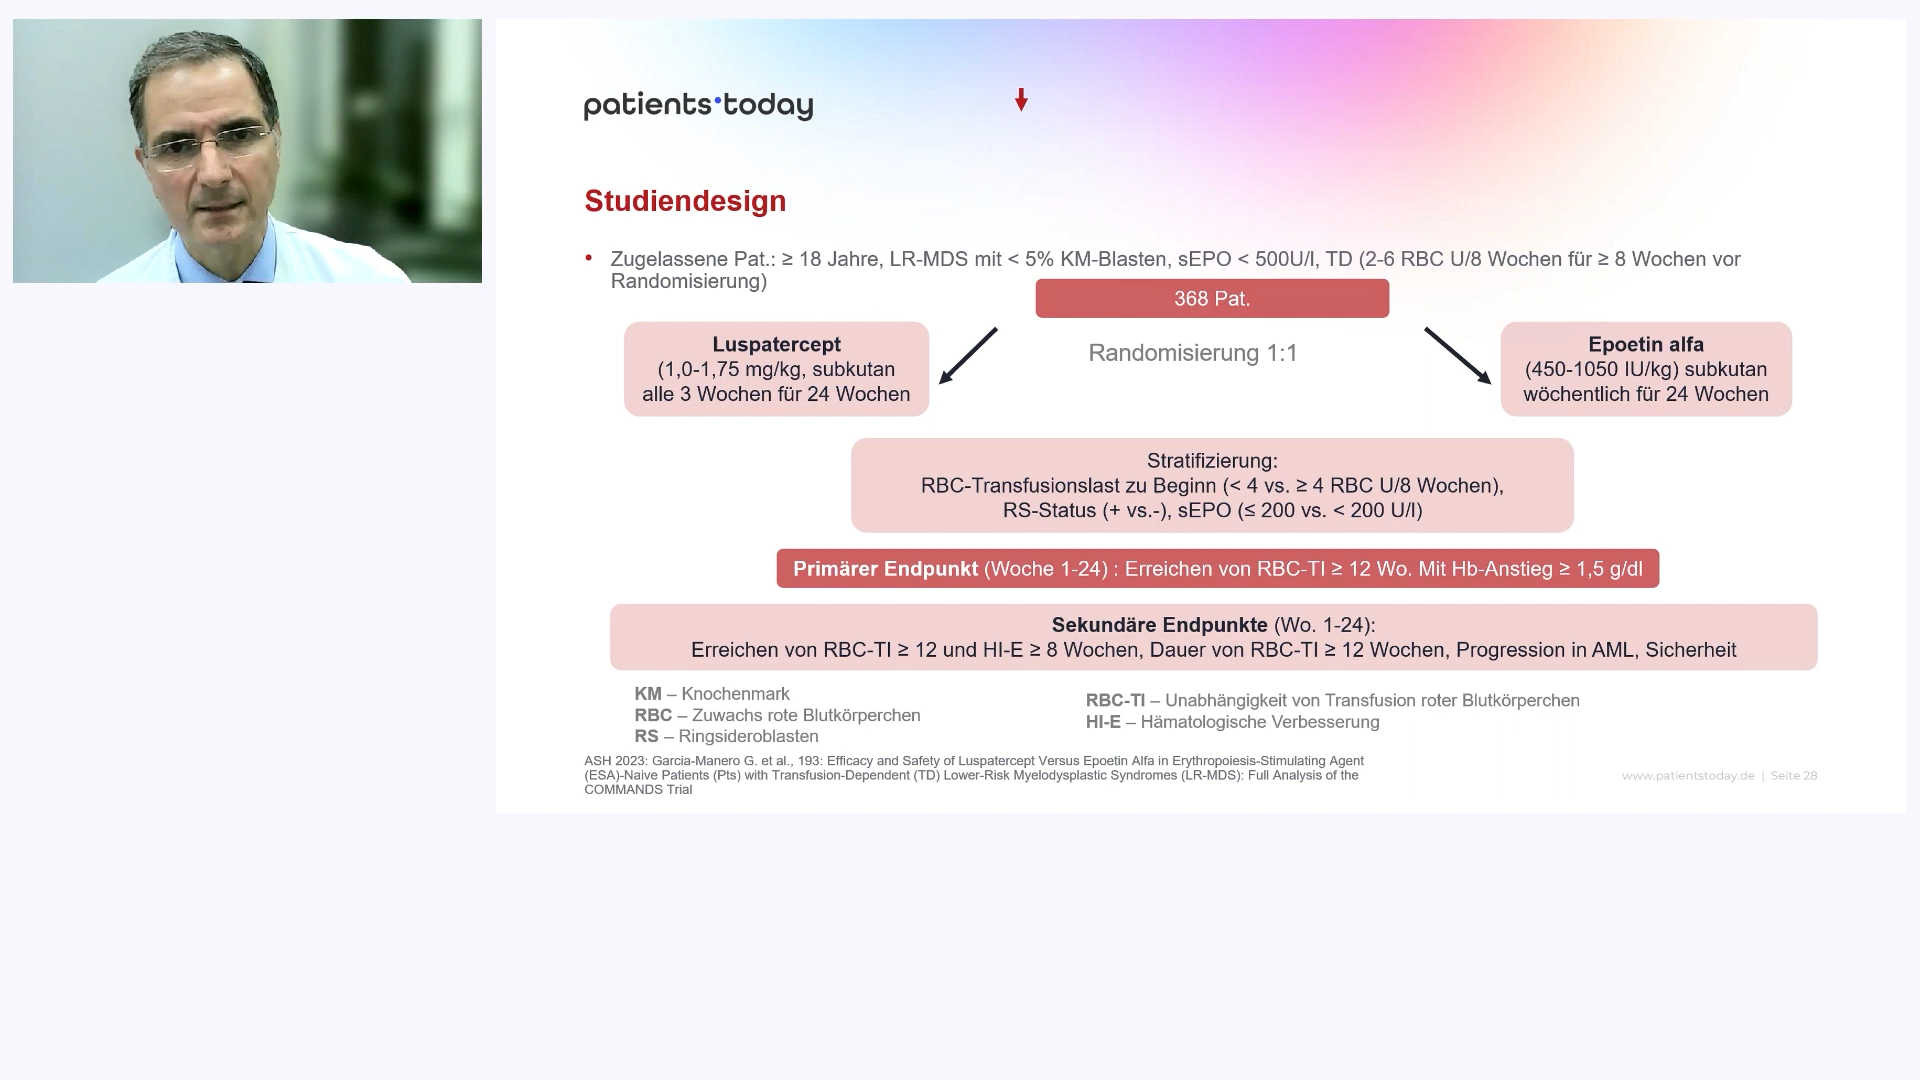 patients•today
Studiendesign
• Zugelassene Pat.: ≥ 18 Jahre, LR-MDS mit < 5% KM-Blasten, sEPO < 500U/l, TD (2-6 RBC U/8 Wochen für ≥ 8 Wochen vor
Randomisierung)
368 Pat.
Luspatercept
(1,0-1,75 mg/kg, subkutan
alle 3 Wochen für 24 Wochen
Randomisierung 1:1
Epoetin alfa
(450-1050 IU/kg) subkutan
wöchentlich für 24 Wochen
Stratifizierung:
RBC-Transfusionslast zu Beginn (< 4 vs. ≥ 4 RBC U/8 Wochen),
RS-Status (+ vs.-), sEPO (≤ 200 vs. < 200 U/l)
Primärer Endpunkt (Woche 1-24) : Erreichen von RBC-TI ≥ 12 Wo. Mit Hb-Anstieg ≥ 1,5 g/dl
Sekundäre Endpunkte (Wo. 1-24):
Erreichen von RBC-TI ≥ 12 und HI-E ≥ 8 Wochen, Dauer von RBC-TI ≥ 12 Wochen, Progression in AML, Sicherheit
KM – Knochenmark
RBC – Zuwachs rote Blutkörperchen
RS – Ringsideroblasten
RBC-TI – Unabhängigkeit von Transfusion roter Blutkörperchen
HI-E – Hämatologische Verbesserung
ASH 2023: Garcia-Manero G. et al., 193: Efficacy and Safety of Luspatercept Versus Epoetin Alfa in Erythropoiesis-Stimulating Agent
(ESA)-Naive Patients (Pts) with Transfusion-Dependent (TD) Lower-Risk Myelodysplastic Syndromes (LR-MDS): Full Analysis of the
COMMANDS Trial
www.patientstoday.de | Seite 28